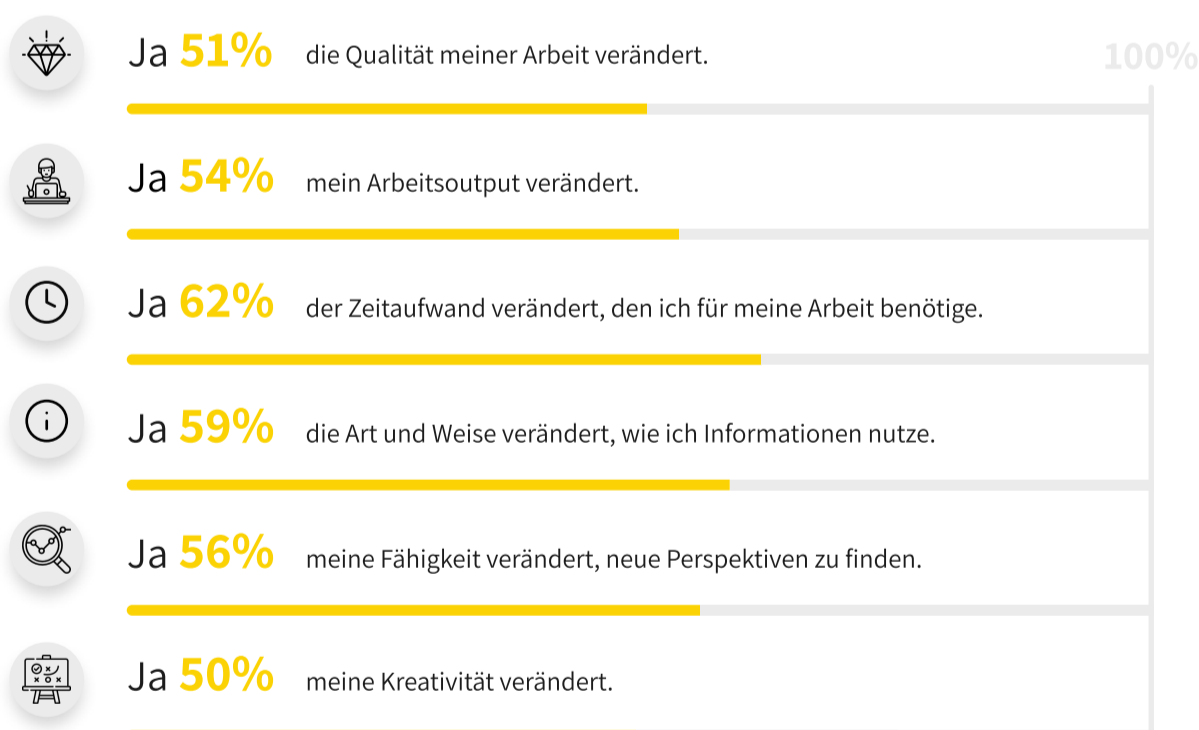 Ja 51% die Qualität meiner Arbeit verändert.
100%
Ja 54% mein Arbeitsoutput verändert.
Ja 62% der Zeitaufwand verändert, den ich für meine Arbeit benötige.
Ja 59% die Art und Weise verändert, wie ich Informationen nutze.
Ja 56% meine Fähigkeit verändert, neue Perspektiven zu finden.
Ja 50% meine Kreativität verändert.